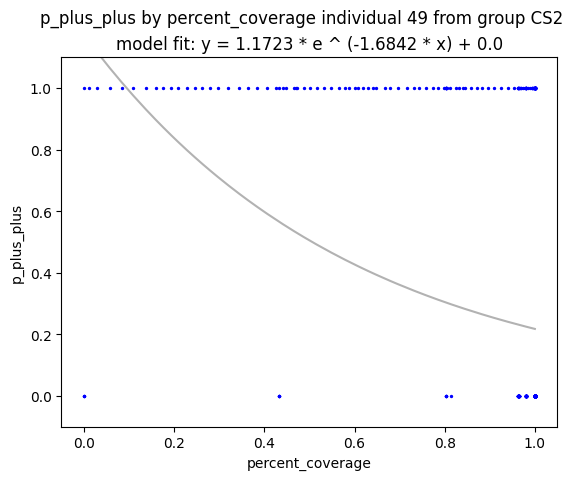 p_plus_plus by percent_coverage individual 49 from group CS2
model fit: y = 1.1723 * e ^ (-1.6842 * x) + 0.0
1.0
0.8
0.6
0.4
0.2
0.0
p_plus_plus
0.0 0.2 0.4 0.6 0.8 1.0
percent_coverage